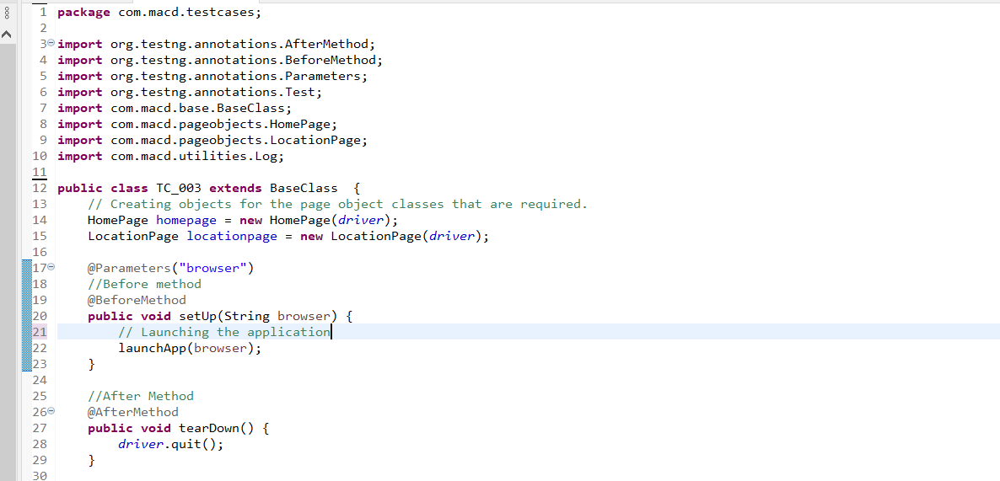 1 package com.macd.testcases;
2
3 import org.testng.annotations.AfterMethod;
4 import org.testng.annotations.BeforeMethod;
5 import org.testng.annotations.Parameters;
6 import org.testng.annotations.Test;
7 import com.macd.base.BaseClass;
8 import com.macd.pageobjects.HomePage;
9 import com.macd.pageobjects.LocationPage;
10 import com.macd.utilities.Log;
11
12 public class TC_003 extends BaseClass  {
13     // Creating objects for the page object classes that are required.
14     HomePage homepage = new HomePage(driver);
15     LocationPage locationpage = new LocationPage(driver);
16
17     @Parameters("browser")
18     //Before method
19     @BeforeMethod
20     public void setUp(String browser) {
21         // Launching the application
22         launchApp(browser);
23     }
24
25     //After Method
26     @AfterMethod
27     public void tearDown() {
28         driver.quit();
29     }
30